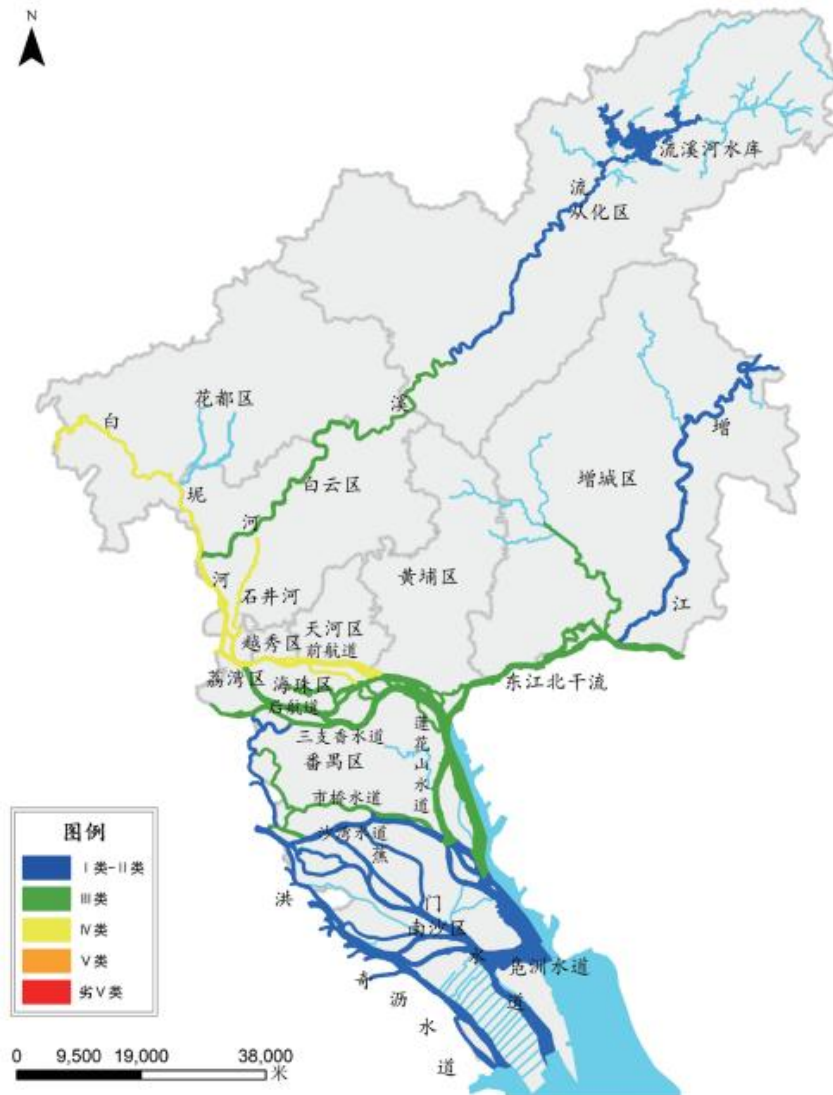 N
流溪河水库
流
从化区
花都区
溪
白
增
白云区
增城区
坭
河
黄埔区
河
石井河
江
天河区
越秀区
前航道
荔湾区
海珠区
东江北干流
后航道
莲花山水道
三支香水道
番禺区
市桥水道
沙湾水道
蕉
洪
门
南沙区
水
凫洲水道
奇
道
沥
水
道
图例
Ⅰ类-Ⅱ类
Ⅲ类
Ⅳ类
Ⅴ类
劣Ⅴ类
0 9,500 19,000 38,000
米